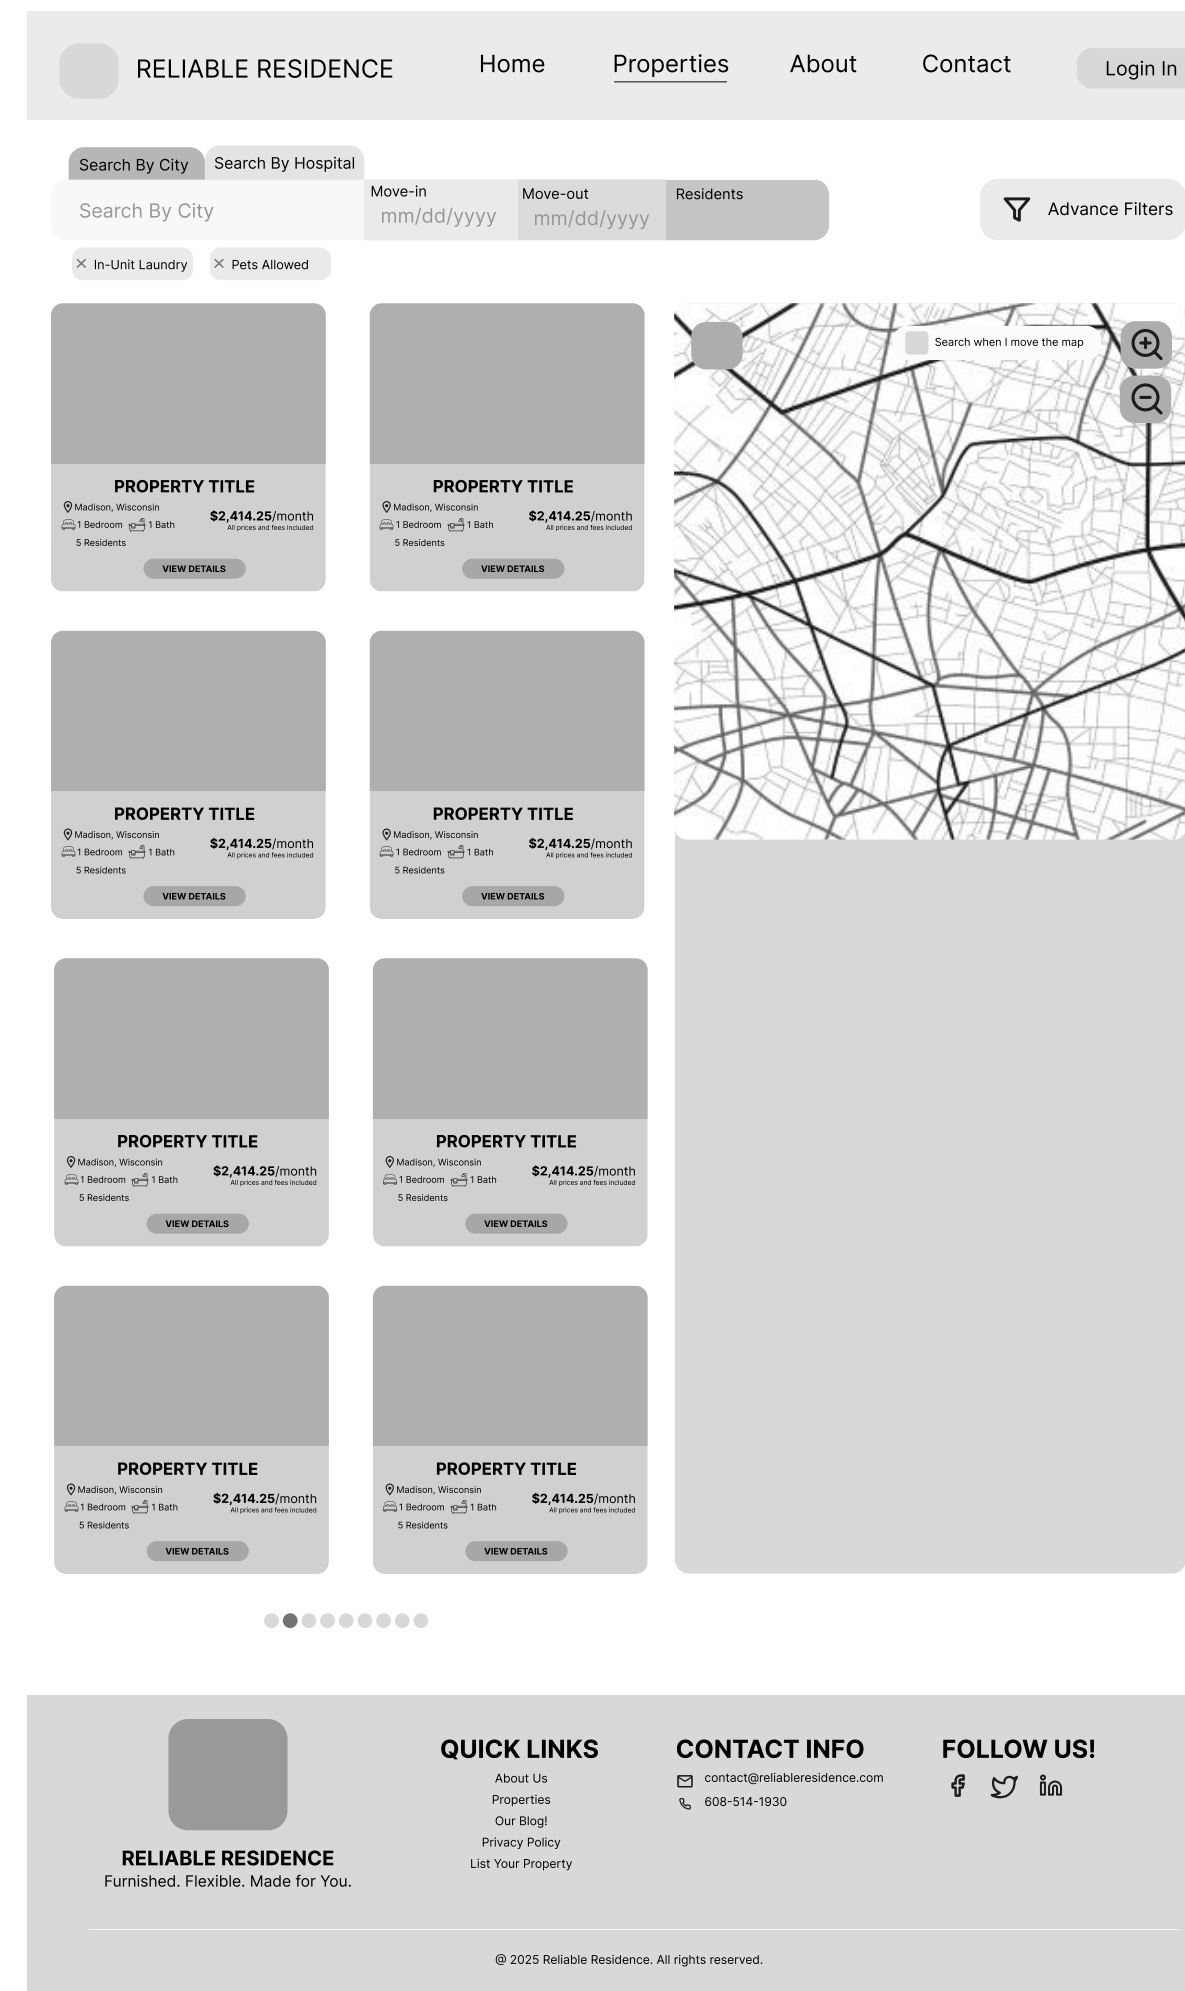 RELIABLE RESIDENCE
Home
Properties
About
Contact
Login In
Search By City
Search By Hospital
Search By City
Move-in
mm/dd/yyyy
Move-out
mm/dd/yyyy
Residents
Advance Filters
In-Unit Laundry
Pets Allowed
Search when I move the map
PROPERTY TITLE
Madison, Wisconsin
1 Bedroom
1 Bath
5 Residents
$2,414.25/month
All prices and fees included
VIEW DETAILS
PROPERTY TITLE
Madison, Wisconsin
1 Bedroom
1 Bath
5 Residents
$2,414.25/month
All prices and fees included
VIEW DETAILS
PROPERTY TITLE
Madison, Wisconsin
1 Bedroom
1 Bath
5 Residents
$2,414.25/month
All prices and fees included
VIEW DETAILS
PROPERTY TITLE
Madison, Wisconsin
1 Bedroom
1 Bath
5 Residents
$2,414.25/month
All prices and fees included
VIEW DETAILS
PROPERTY TITLE
Madison, Wisconsin
1 Bedroom
1 Bath
5 Residents
$2,414.25/month
All prices and fees included
VIEW DETAILS
PROPERTY TITLE
Madison, Wisconsin
1 Bedroom
1 Bath
5 Residents
$2,414.25/month
All prices and fees included
VIEW DETAILS
PROPERTY TITLE
Madison, Wisconsin
1 Bedroom
1 Bath
5 Residents
$2,414.25/month
All prices and fees included
VIEW DETAILS
PROPERTY TITLE
Madison, Wisconsin
1 Bedroom
1 Bath
5 Residents
$2,414.25/month
All prices and fees included
VIEW DETAILS
RELIABLE RESIDENCE
Furnished. Flexible. Made for You.
QUICK LINKS
About Us
Properties
Our Blog!
Privacy Policy
List Your Property
CONTACT INFO
contact@reliableresidence.com
608-514-1930
FOLLOW US!
@ 2025 Reliable Residence. All rights reserved.